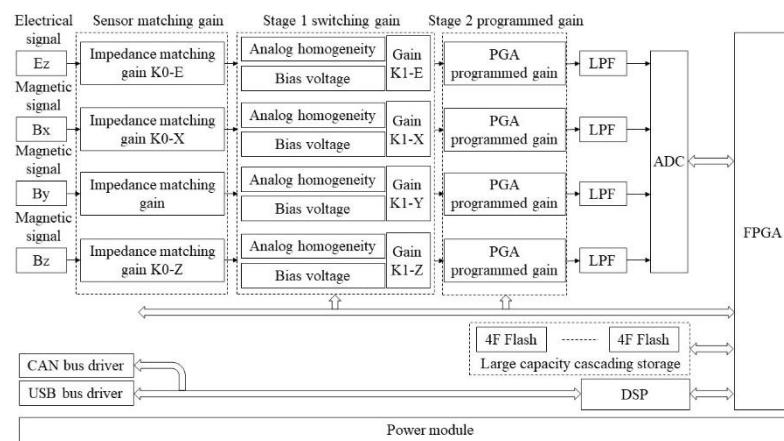 Electrical signal
Sensor matching gain
Stage 1 switching gain
Stage 2 programmed gain
Ez
Impedance matching gain K0-E
Analog homogeneity
Bias voltage
Gain K1-E
PGA programmed gain
LPF
Magnetic signal
Bx
Impedance matching gain K0-X
Analog homogeneity
Bias voltage
Gain K1-X
PGA programmed gain
LPF
Magnetic signal
By
Impedance matching gain
Analog homogeneity
Bias voltage
Gain K1-Y
PGA programmed gain
LPF
Magnetic signal
Bz
Impedance matching gain K0-Z
Analog homogeneity
Bias voltage
Gain K1-Z
PGA programmed gain
LPF
ADC
FPGA
4F Flash
4F Flash
Large capacity cascading storage
CAN bus driver
USB bus driver
DSP
Power module